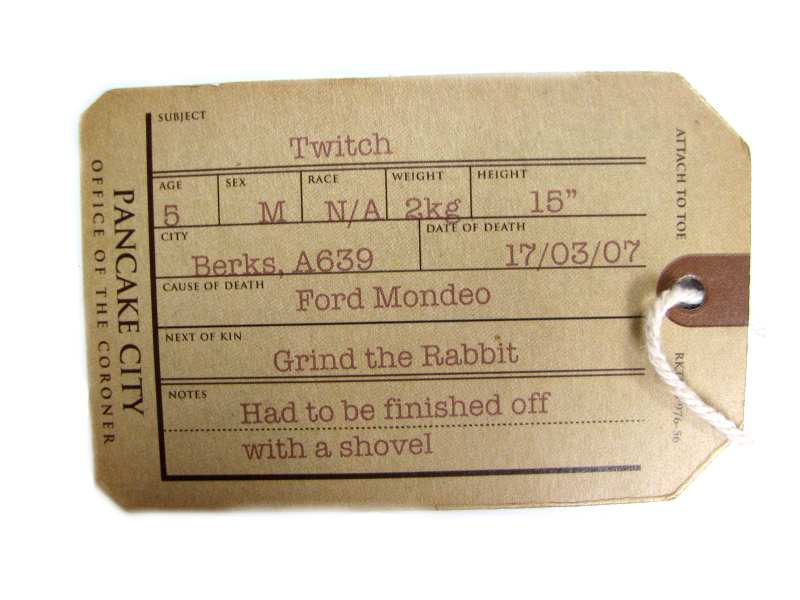 SUBJECT
Twitch
AGE SEX RACE WEIGHT HEIGHT
5 M N/A 2kg 15”
CITY DATE OF DEATH
Berks, A639 17/03/07
CAUSE OF DEATH
Ford Mondeo
NEXT OF KIN
Grind the Rabbit
NOTES
Had to be finished off
with a shovel
PANCAKE CITY
OFFICE OF THE CORONER
ATTACH TO TOE